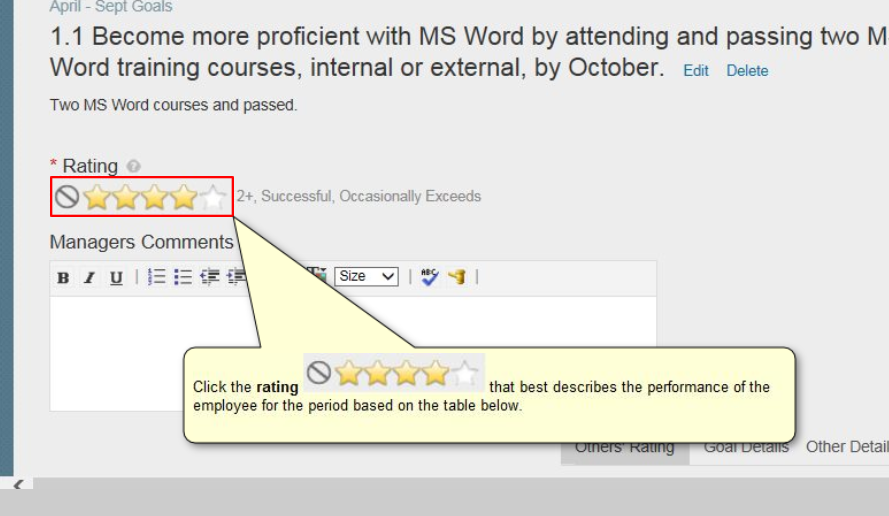 April - Sept Goals
1.1 Become more proficient with MS Word by attending and passing two M
Word training courses, internal or external, by October. Edit Delete
Two MS Word courses and passed.
* Rating
2+, Successful, Occasionally Exceeds
Managers Comments
B I U Size ABC
Click the rating that best describes the performance of the
employee for the period based on the table below.
Others' Rating Goal Details Other Detail